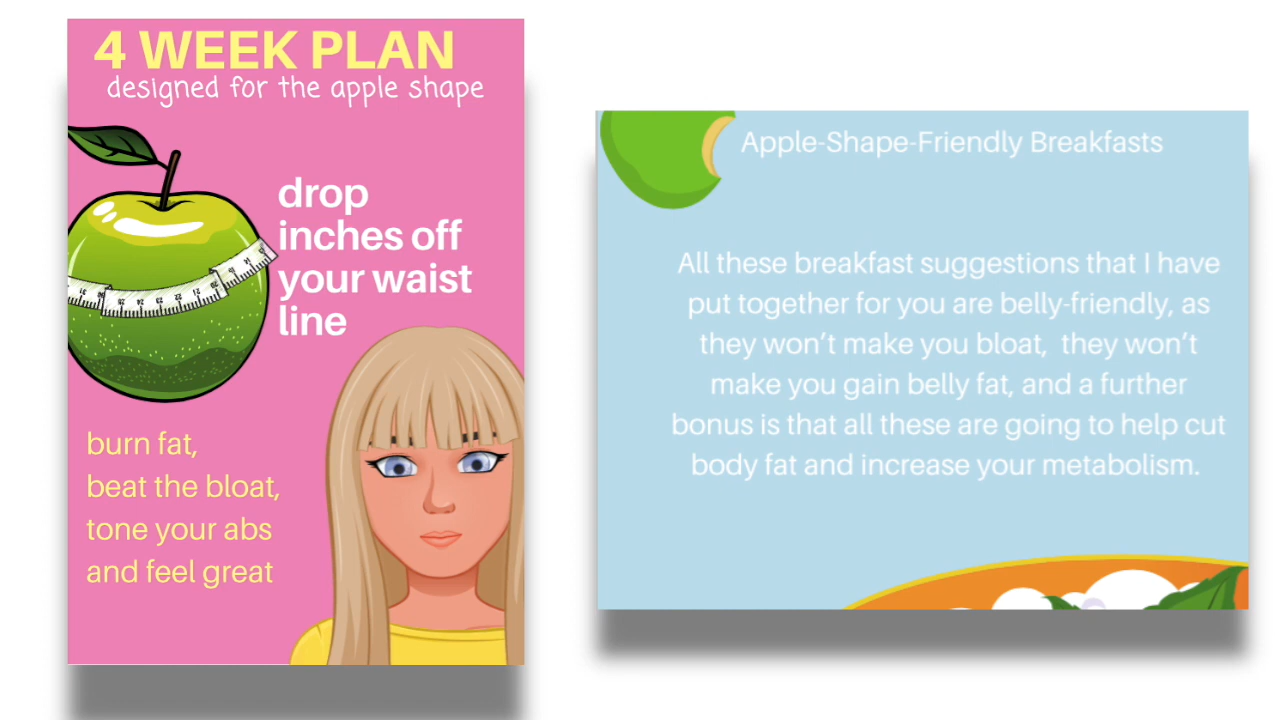 4 WEEK PLAN
designed for the apple shape
drop
inches off
your waist
line
burn fat,
beat the bloat,
tone your abs
and feel great
Apple-Shape-Friendly Breakfasts
All these breakfast suggestions that I have
put together for you are belly-friendly, as
they won't make you bloat,  they won't
make you gain belly fat, and a further
bonus is that all these are going to help cut
body fat and increase your metabolism.